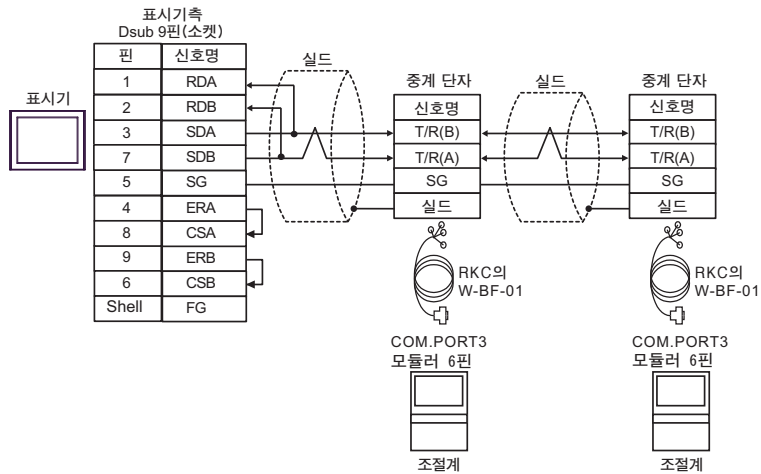 표시기측
Dsub 9핀(소켓)
표시기
핀 신호명
1 RDA
2 RDB
3 SDA
7 SDB
5 SG
4 ERA
8 CSA
9 ERB
6 CSB
Shell FG
실드
중계 단자
신호명
T/R(B)
T/R(A)
SG
실드
RKC의
W-BF-01
COM.PORT3
모듈러 6핀
조절계
실드
중계 단자
신호명
T/R(B)
T/R(A)
SG
실드
RKC의
W-BF-01
COM.PORT3
모듈러 6핀
조절계